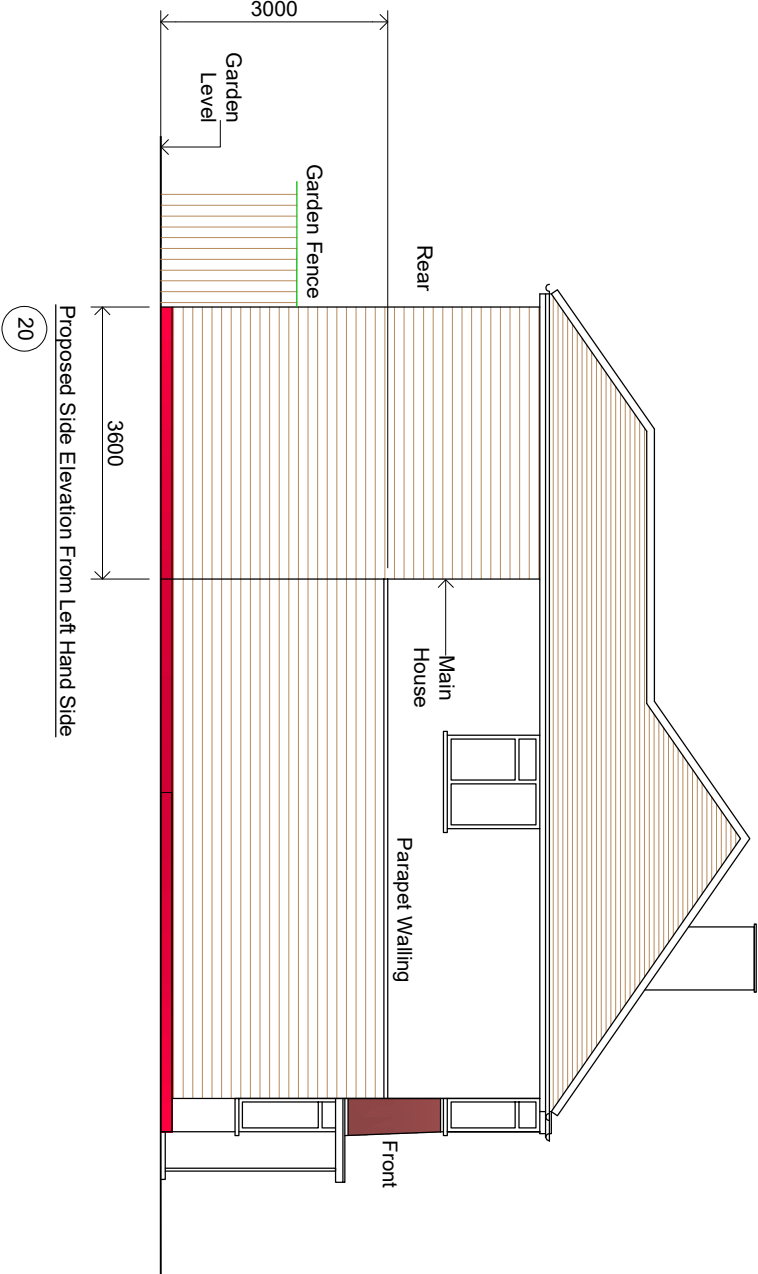 3000
Garden
Level
Garden Fence
Rear
Main
House
Parapet Walling
Front
3600
Proposed Side Elevation From Left Hand Side
20